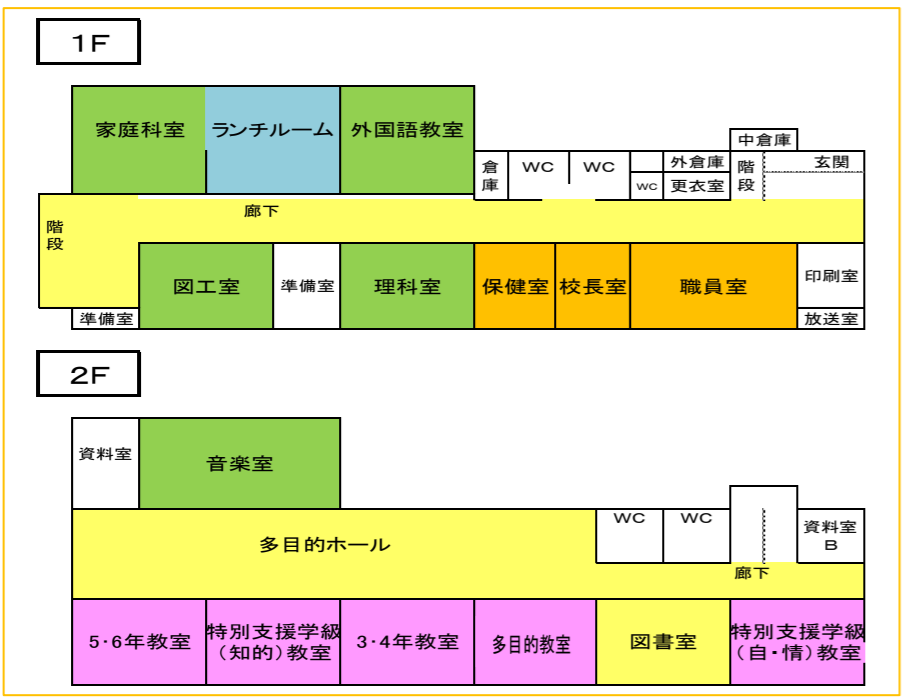 1F
家庭科室
ランチルーム
外国語教室
中倉庫
倉
庫
WC
WC
外倉庫
階
段
玄関
WC
更衣室
廊下
階
段
図工室
準備室
理科室
保健室
校長室
職員室
印刷室
準備室
放送室
2F
資料室
音楽室
WC
WC
資料室
B
多目的ホール
廊下
5・6年教室
特別支援学級
（知的）教室
3・4年教室
多目的教室
図書室
特別支援学級
（自・情）教室